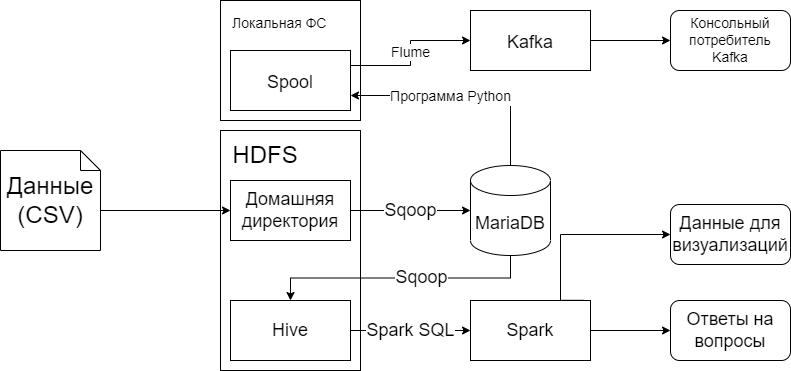 Локальная ФС
Spool
Flume
Kafka
Консольный
потребитель
Kafka
Программа Python
Данные
(CSV)
HDFS
Домашняя
директория
Sqoop
MariaDB
Данные для
визуализаций
Sqoop
Hive
Spark SQL
Spark
Ответы на
вопросы